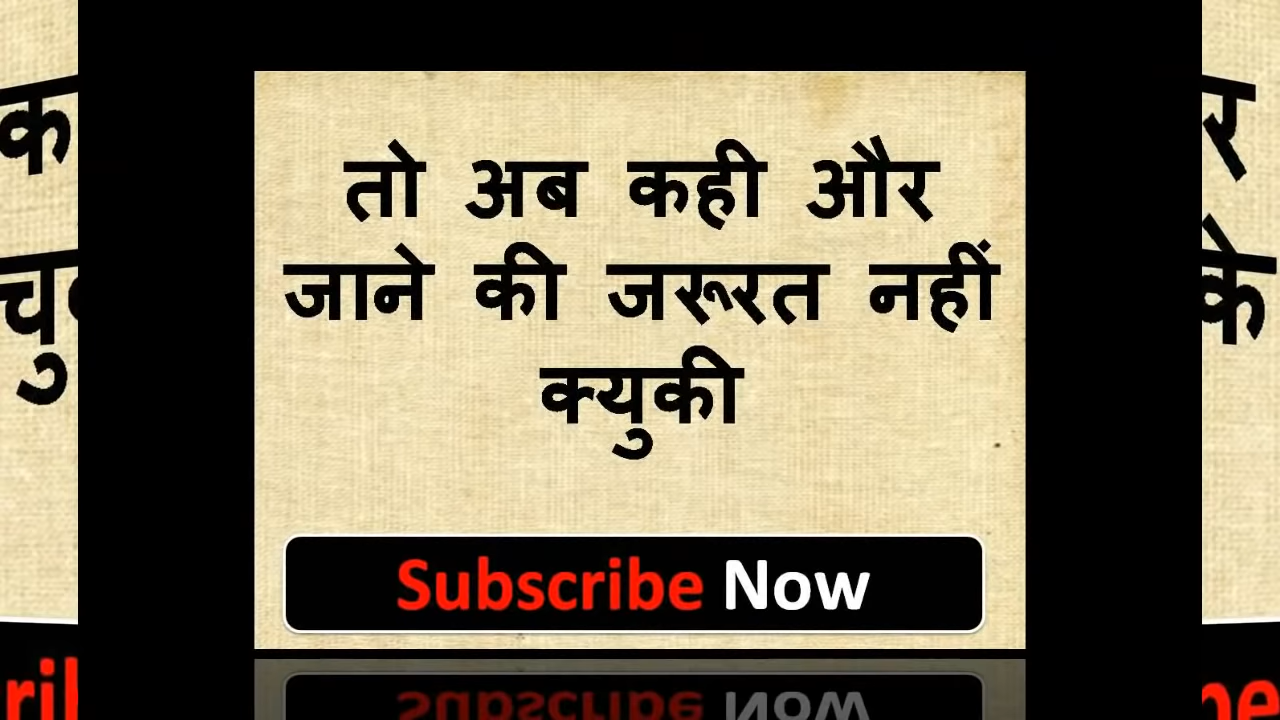 तो अब कही और
जाने की जरूरत नहीं
क्युकी
Subscribe Now